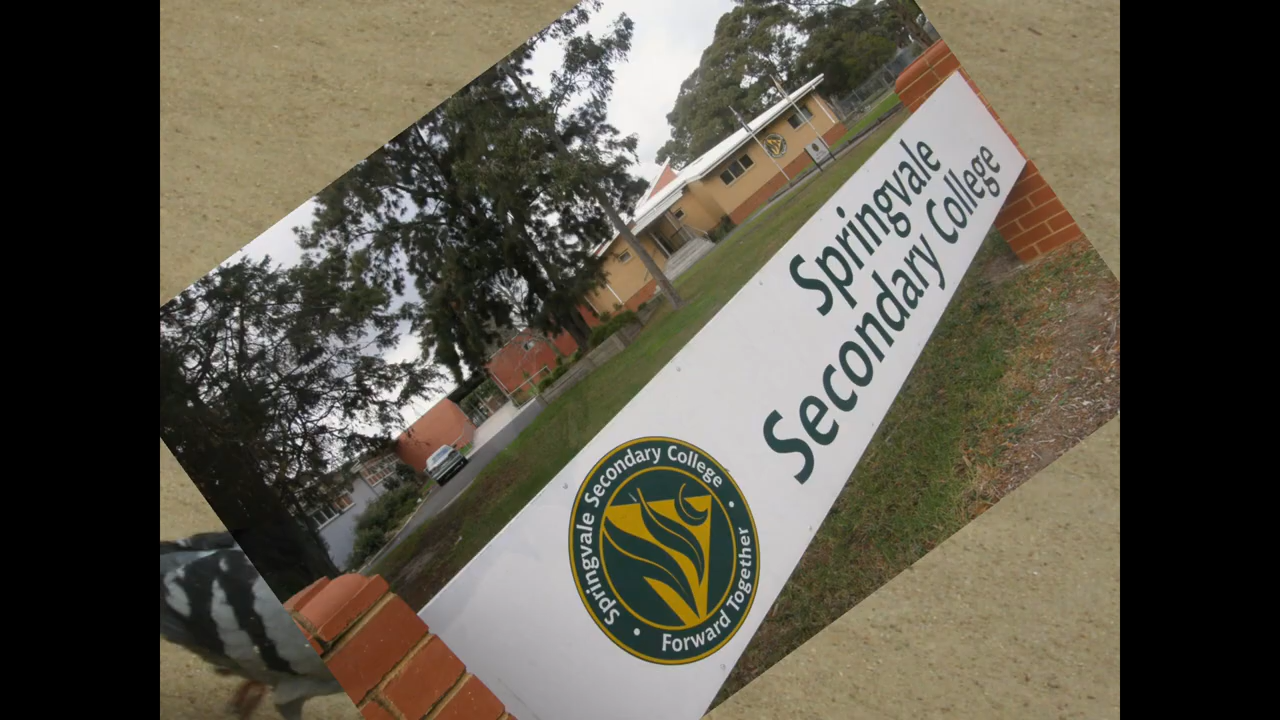 Springvale
Secondary College
Springvale Secondary College
Forward Together